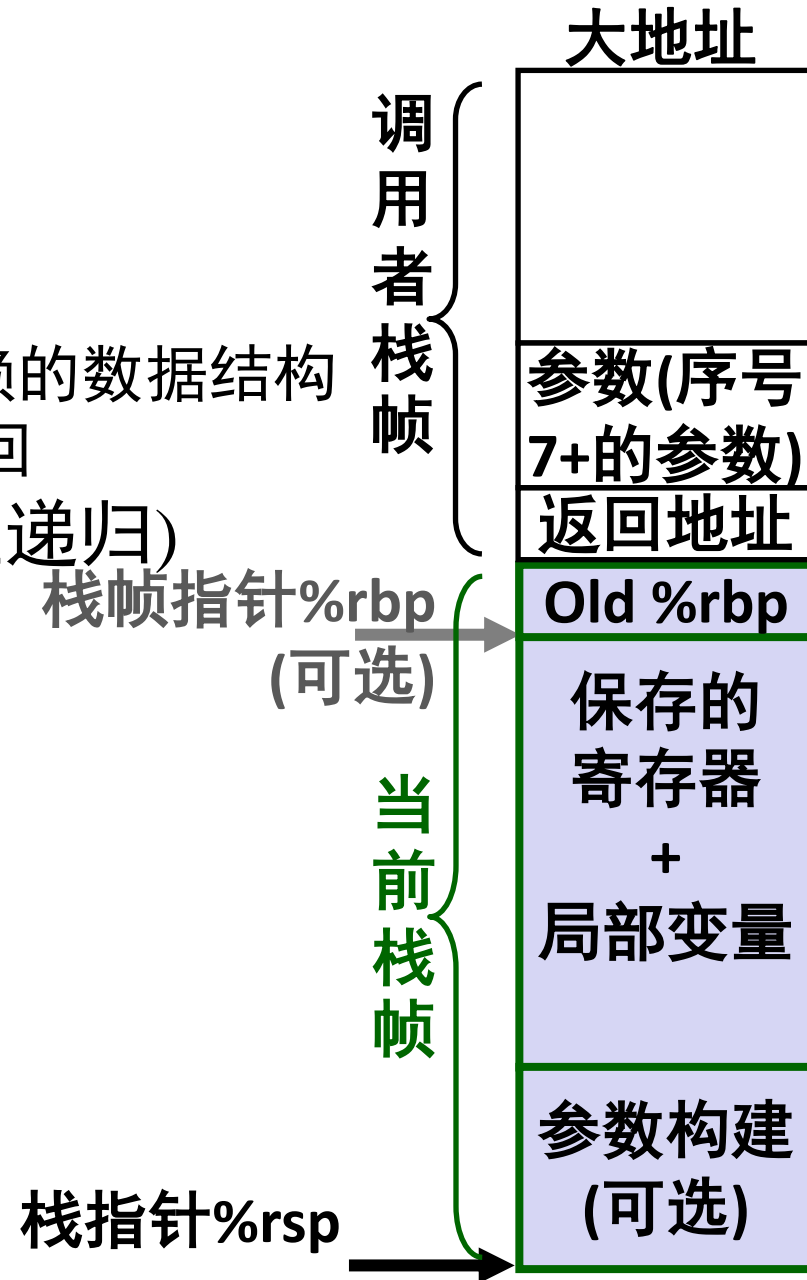 大地址
调用者栈帧
的数据结构
参数(序号
7+的参数)
返回地址
递归)
栈帧指针%rbp
(可选)
Old %rbp
保存的
寄存器
+
局部变量
当前栈帧
参数构建
(可选)
栈指针%rsp